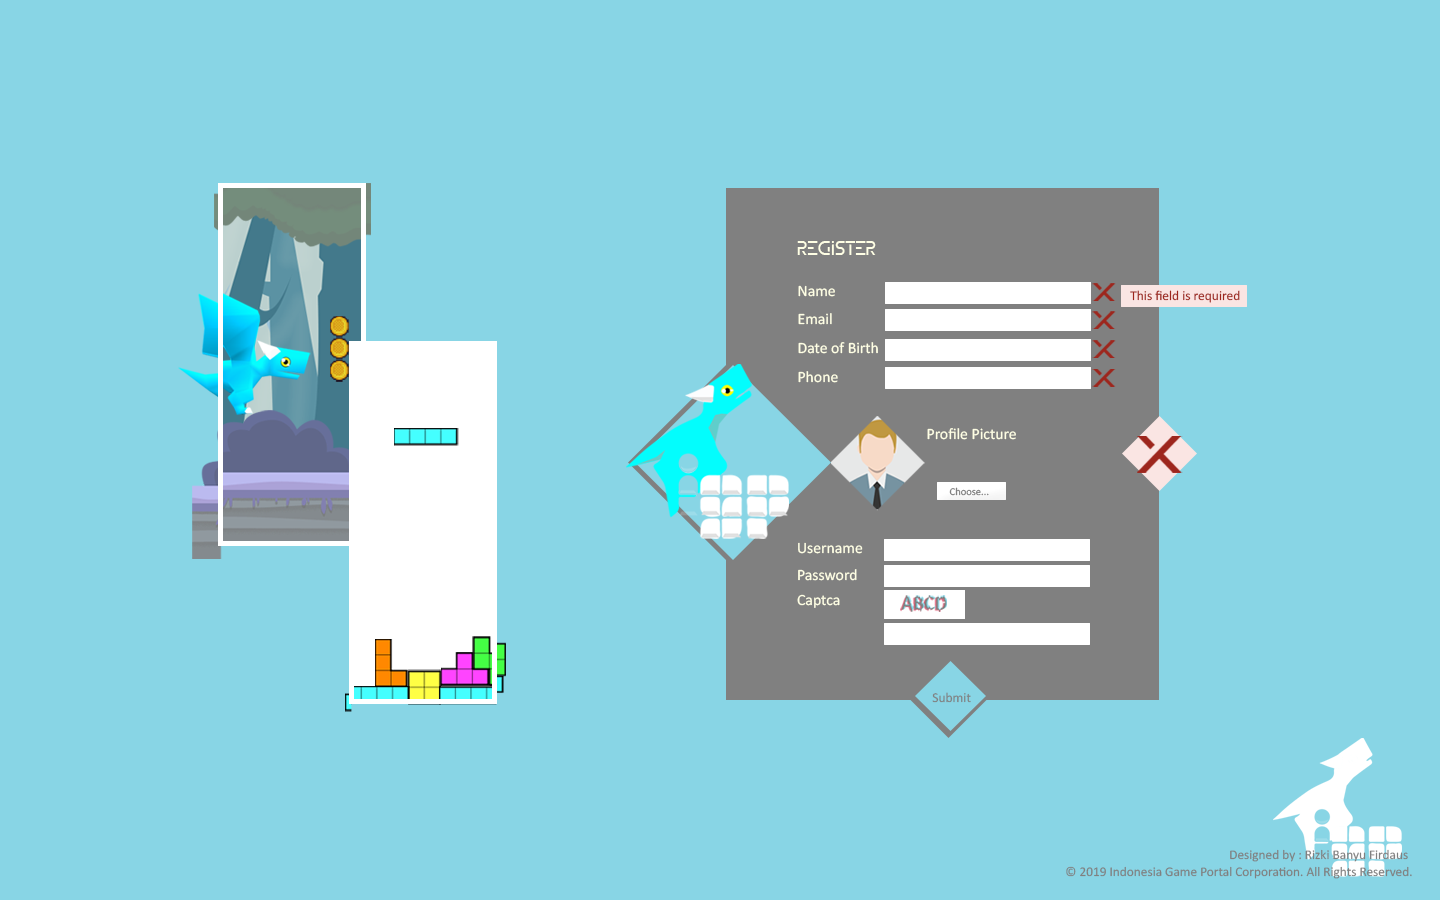 REGISTER
Name
This field is required
Email
Date of Birth
Phone
Profile Picture
Choose...
Username
Password
Captca
ABCD
Submit
Designed by : Rizki Banyu Firdaus
© 2019 Indonesia Game Portal Corporation. All Rights Reserved.